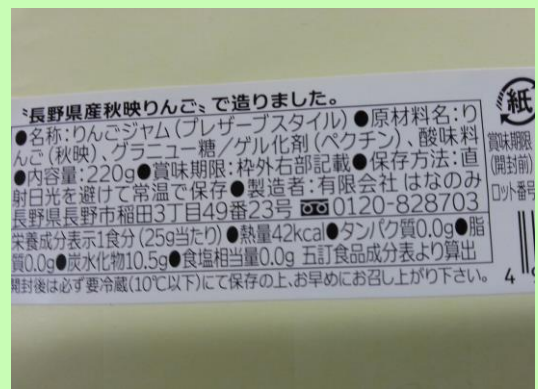 〝長野県産秋映りんご〟で造りました。
●名称:りんごジャム(プレザーブスタイル)●原材料名:り
んご(秋映)、グラニュー糖/ゲル化剤(ペクチン)、酸味料
●内容量:220g●賞味期限:枠外右部記載●保存方法:直
射日光を避けて常温で保存●製造者:有限会社 はなのみ
長野県長野市稲田3丁目49番23号 0120-828703
栄養成分表示1食分(25g当たり)●熱量42kcal●タンパク質0.0g●脂
質0.0g●炭水化物10.5g●食塩相当量0.0g 五訂食品成分表より算出
開封後は必ず要冷蔵(10℃以下)にて保存の上、お早めにお召し上がり下さい。
紙
賞味期限
(開封前)
ロット番号
4